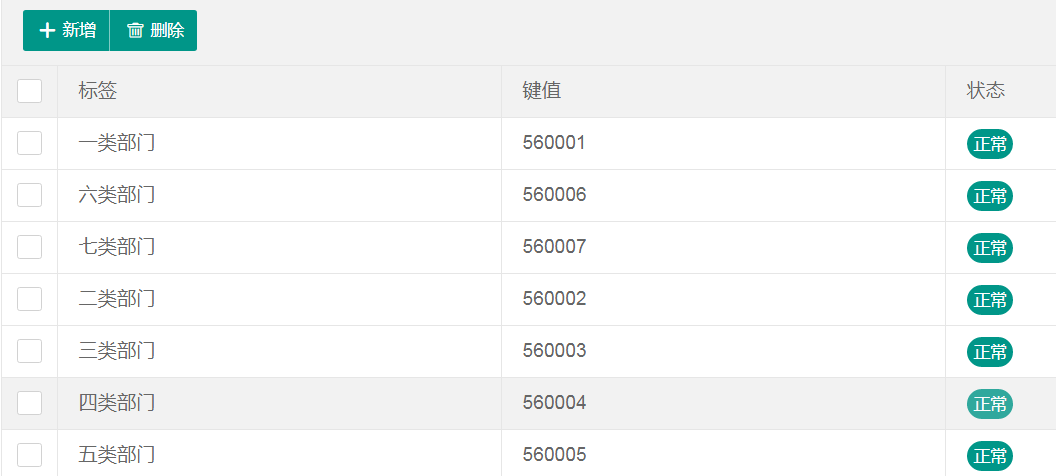 新增 删除
标签 键值 状态
一类部门 560001 正常
六类部门 560006 正常
七类部门 560007 正常
二类部门 560002 正常
三类部门 560003 正常
四类部门 560004 正常
五类部门 560005 正常